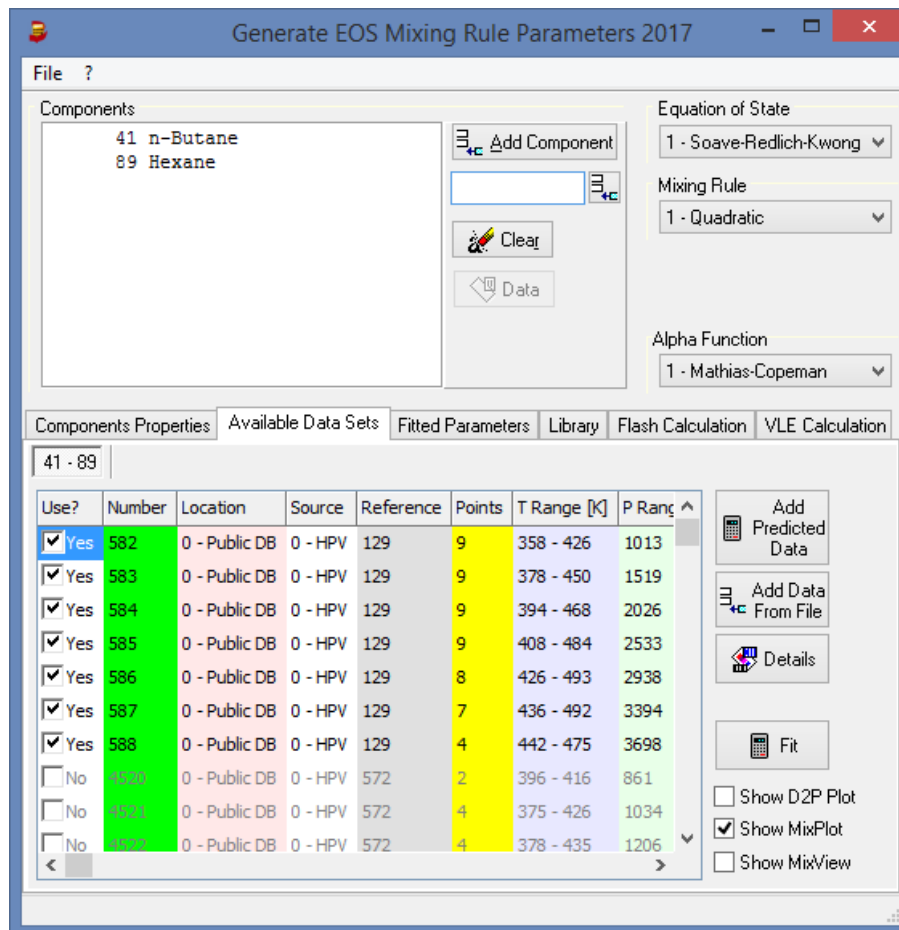 Generate EOS Mixing Rule Parameters 2017
File ?
Components
41 n-Butane
89 Hexane
Add Component
Clear
Data
Equation of State
1 - Soave-Redlich-Kwong
Mixing Rule
1 - Quadratic
Alpha Function
1 - Mathias-Copeman
Components Properties Available Data Sets Fitted Parameters Library Flash Calculation VLE Calculation
41 - 89
Use? Number Location Source Reference Points T Range [K] P Rang
Yes 582 0 - Public DB 0 - HPV 129 9 358 - 426 1013
Yes 583 0 - Public DB 0 - HPV 129 9 378 - 450 1519
Yes 584 0 - Public DB 0 - HPV 129 9 394 - 468 2026
Yes 585 0 - Public DB 0 - HPV 129 9 408 - 484 2533
Yes 586 0 - Public DB 0 - HPV 129 8 426 - 493 2938
Yes 587 0 - Public DB 0 - HPV 129 7 436 - 492 3394
Yes 588 0 - Public DB 0 - HPV 129 4 442 - 475 3698
No 4520 0 - Public DB 0 - HPV 572 2 396 - 416 861
No 4521 0 - Public DB 0 - HPV 572 4 375 - 426 1034
No 4522 0 - Public DB 0 - HPV 572 4 378 - 435 1206
Add
Predicted
Data
Add Data
From File
Details
Fit
Show D2P Plot
Show MixPlot
Show MixView